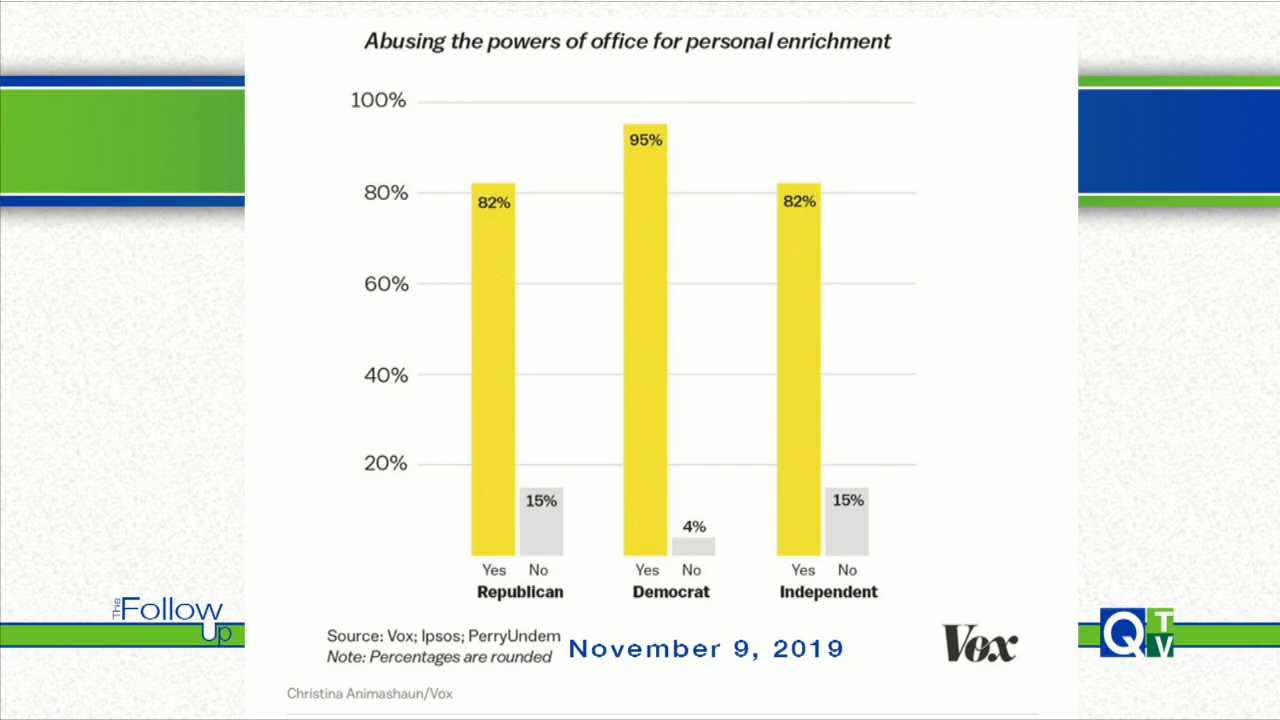 Abusing the powers of office for personal enrichment
100%
80%
60%
40%
20%
82%
15%
95%
4%
82%
15%
Yes No
Republican
Yes No
Democrat
Yes No
Independent
The Follow Up
Source: Vox; Ipsos; PerryUndem
Note: Percentages are rounded
November 9, 2019
Vox
QTV
Christina Animashaun/Vox